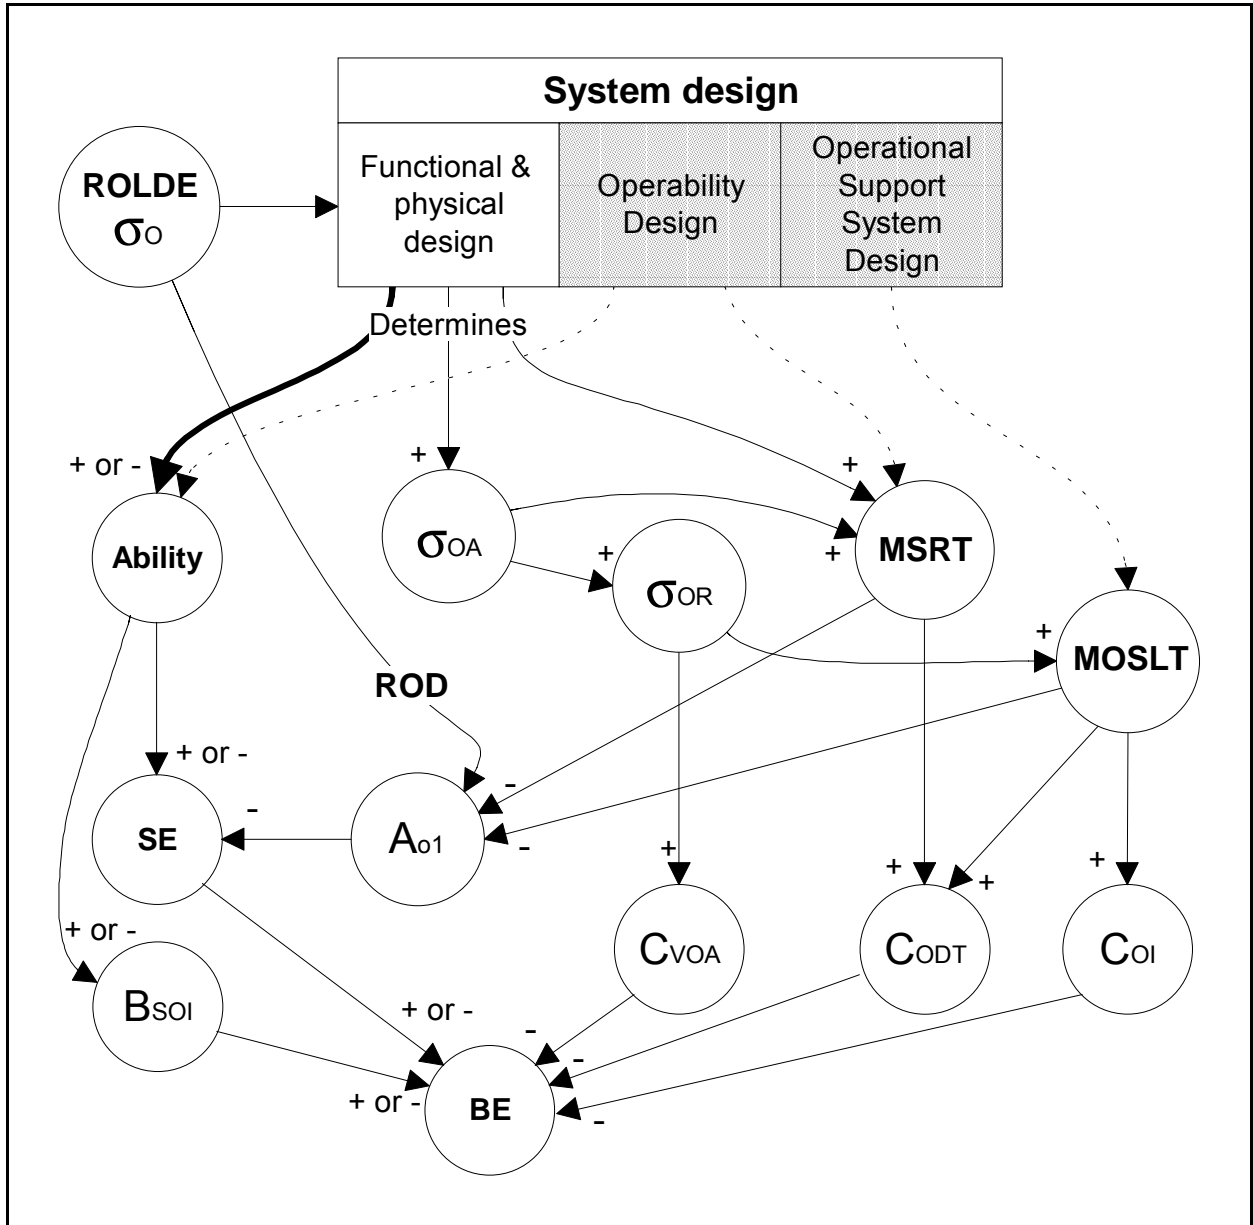 System design
ROLDE
σO
Functional &
physical
design
Operability
Design
Operational
Support
System
Design
Determines
+ or -
+
+
Ability
σOA
+
+
σOR
MSRT
+
MOSLT
ROD
+ or -
-
-
-
SE
Ao1
+
+
+
+
+ or -
BSOI
CVOA
CODT
COI
+ or -
-
-
+ or -
BE
-